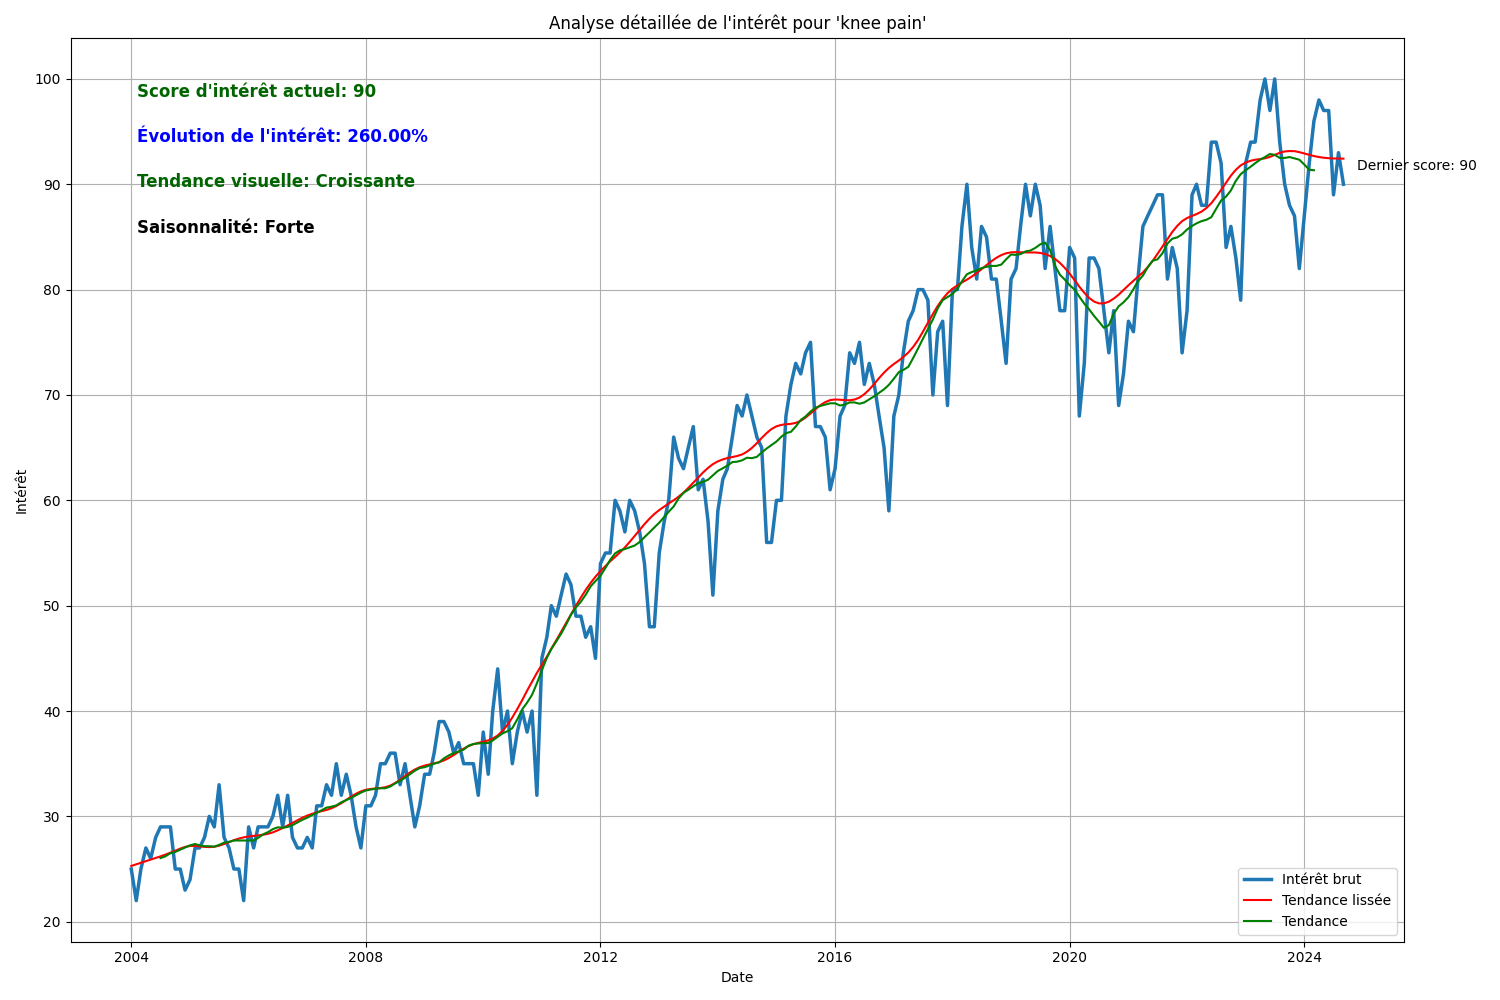 Analyse détaillée de l'intérêt pour 'knee pain'
Score d'intérêt actuel: 90
Évolution de l'intérêt: 260.00%
Tendance visuelle: Croissante
Saisonnalité: Forte
Dernier score: 90
Intérêt
100
90
80
70
60
50
40
30
20
Intérêt brut
Tendance lissée
Tendance
2004 2008 2012 2016 2020 2024
Date